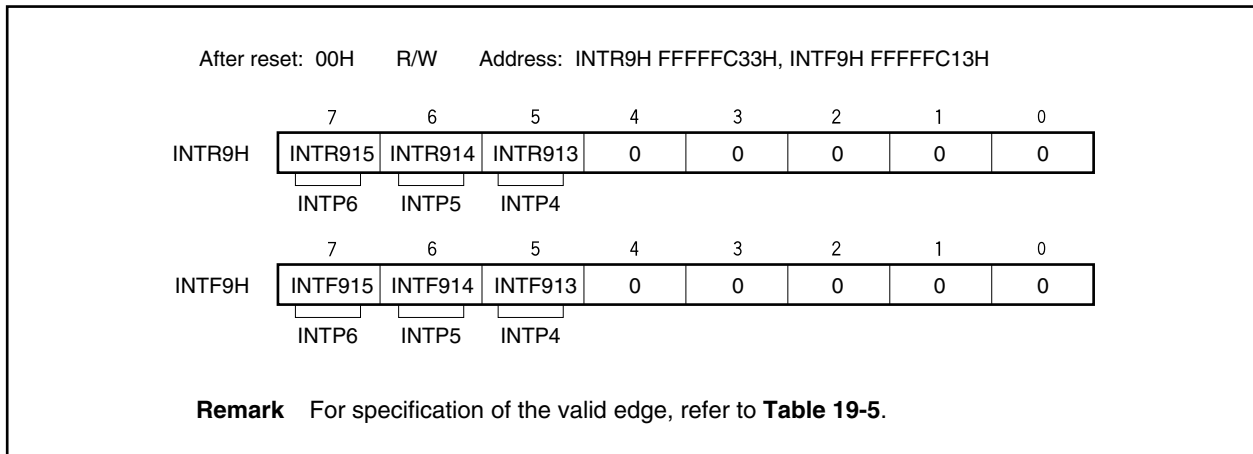 After reset: 00H R/W Address: INTR9H FFFFFC33H, INTF9H FFFFFC13H
7 6 5 4 3 2 1 0
INTR9H INTR915 INTR914 INTR913 0 0 0 0 0
INTP6 INTP5 INTP4
7 6 5 4 3 2 1 0
INTF9H INTF915 INTF914 INTF913 0 0 0 0 0
INTP6 INTP5 INTP4
Remark For specification of the valid edge, refer to Table 19-5.